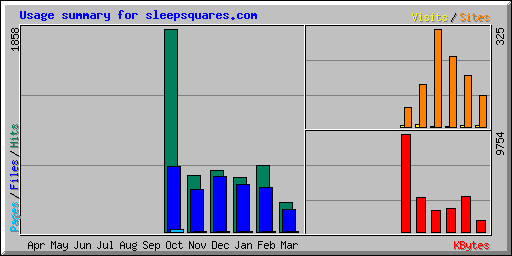 Usage summary for sleepsquares.com
Visits/Sites
1858
325
9754
Pages/Files/Hits
Apr May Jun Jul Aug Sep Oct Nov Dec Jan Feb Mar
KBytes